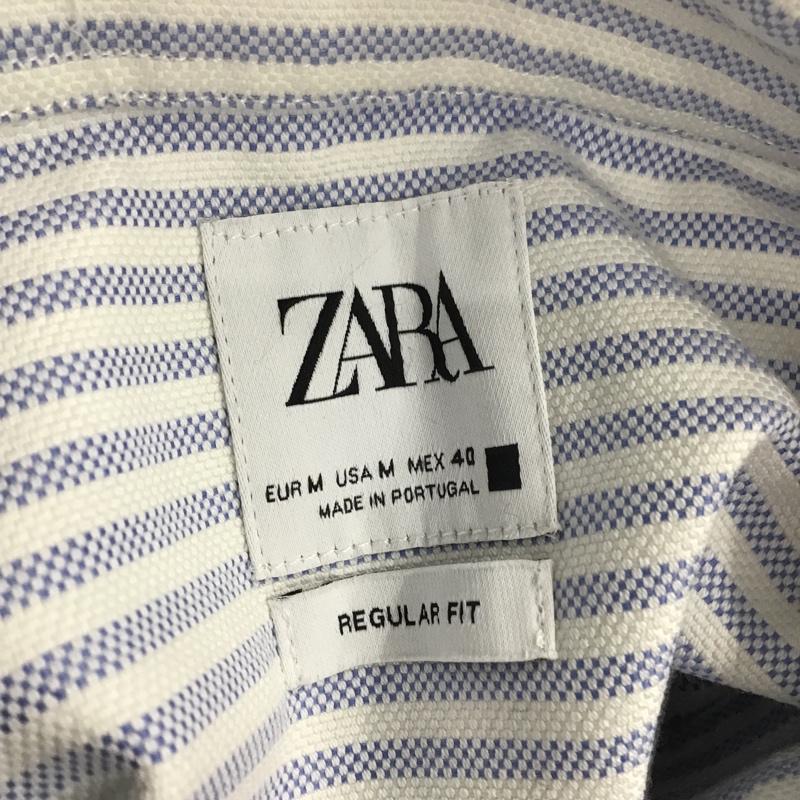 ZARA
EUR M USA M MEX 40
MADE IN PORTUGAL
REGULAR FIT